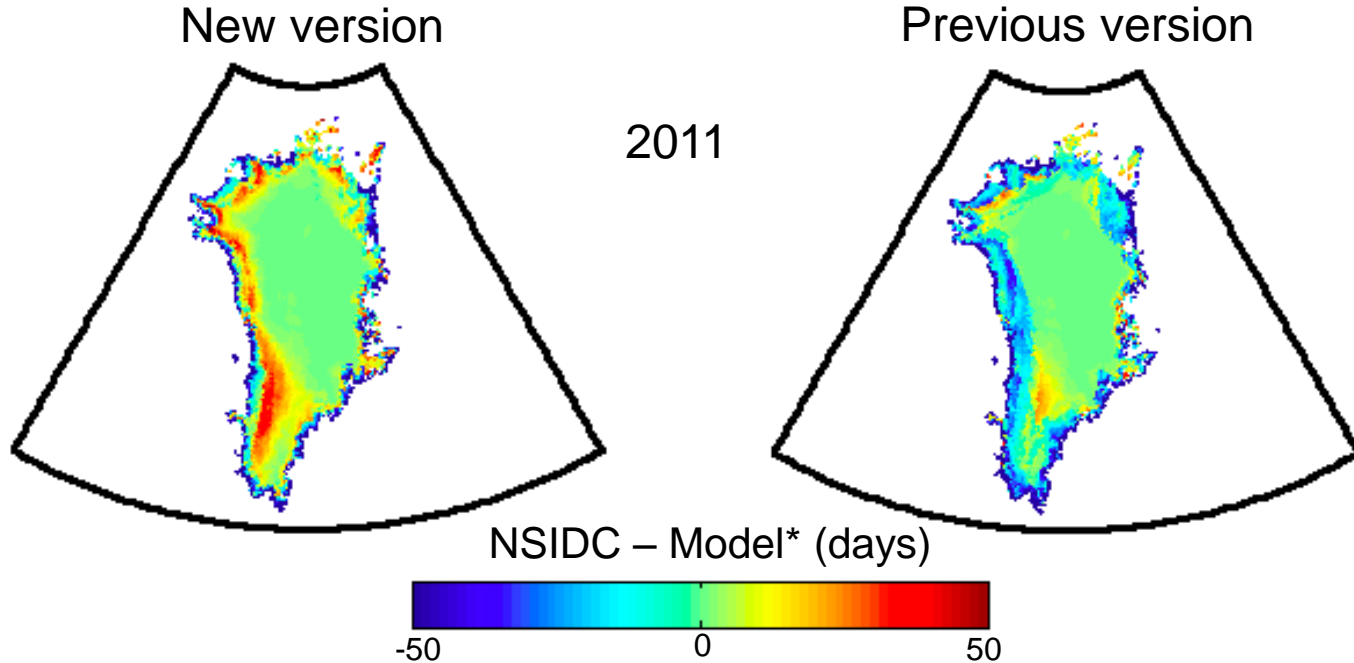 New version
Previous version
2011
NSIDC – Model* (days)
-50
0
50